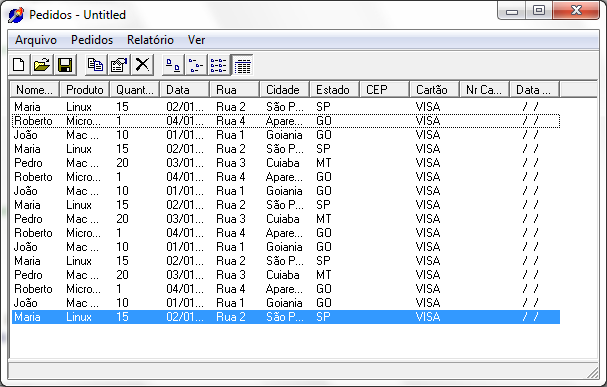 Pedidos - Untitled
Arquivo Pedidos Relatório Ver
Nome... Produto Quant... Data Rua Cidade Estado CEP Cartão Nr Ca... Data ...
Maria Linux 15 02/01... Rua 2 São P... SP VISA / /
Roberto Micro... 1 04/01... Rua 4 Apare... GO VISA / /
João Mac ... 10 01/01... Rua 1 Goiania GO VISA / /
Maria Linux 15 02/01... Rua 2 São P... SP VISA / /
Pedro Mac ... 20 03/01... Rua 3 Cuiaba MT VISA / /
Roberto Micro... 1 04/01... Rua 4 Apare... GO VISA / /
João Mac ... 10 01/01... Rua 1 Goiania GO VISA / /
Maria Linux 15 02/01... Rua 2 São P... SP VISA / /
Pedro Mac ... 20 03/01... Rua 3 Cuiaba MT VISA / /
Roberto Micro... 1 04/01... Rua 4 Apare... GO VISA / /
João Mac ... 10 01/01... Rua 1 Goiania GO VISA / /
Maria Linux 15 02/01... Rua 2 São P... SP VISA / /
Pedro Mac ... 20 03/01... Rua 3 Cuiaba MT VISA / /
Roberto Micro... 1 04/01... Rua 4 Apare... GO VISA / /
João Mac ... 10 01/01... Rua 1 Goiania GO VISA / /
Maria Linux 15 02/01... Rua 2 São P... SP VISA / /